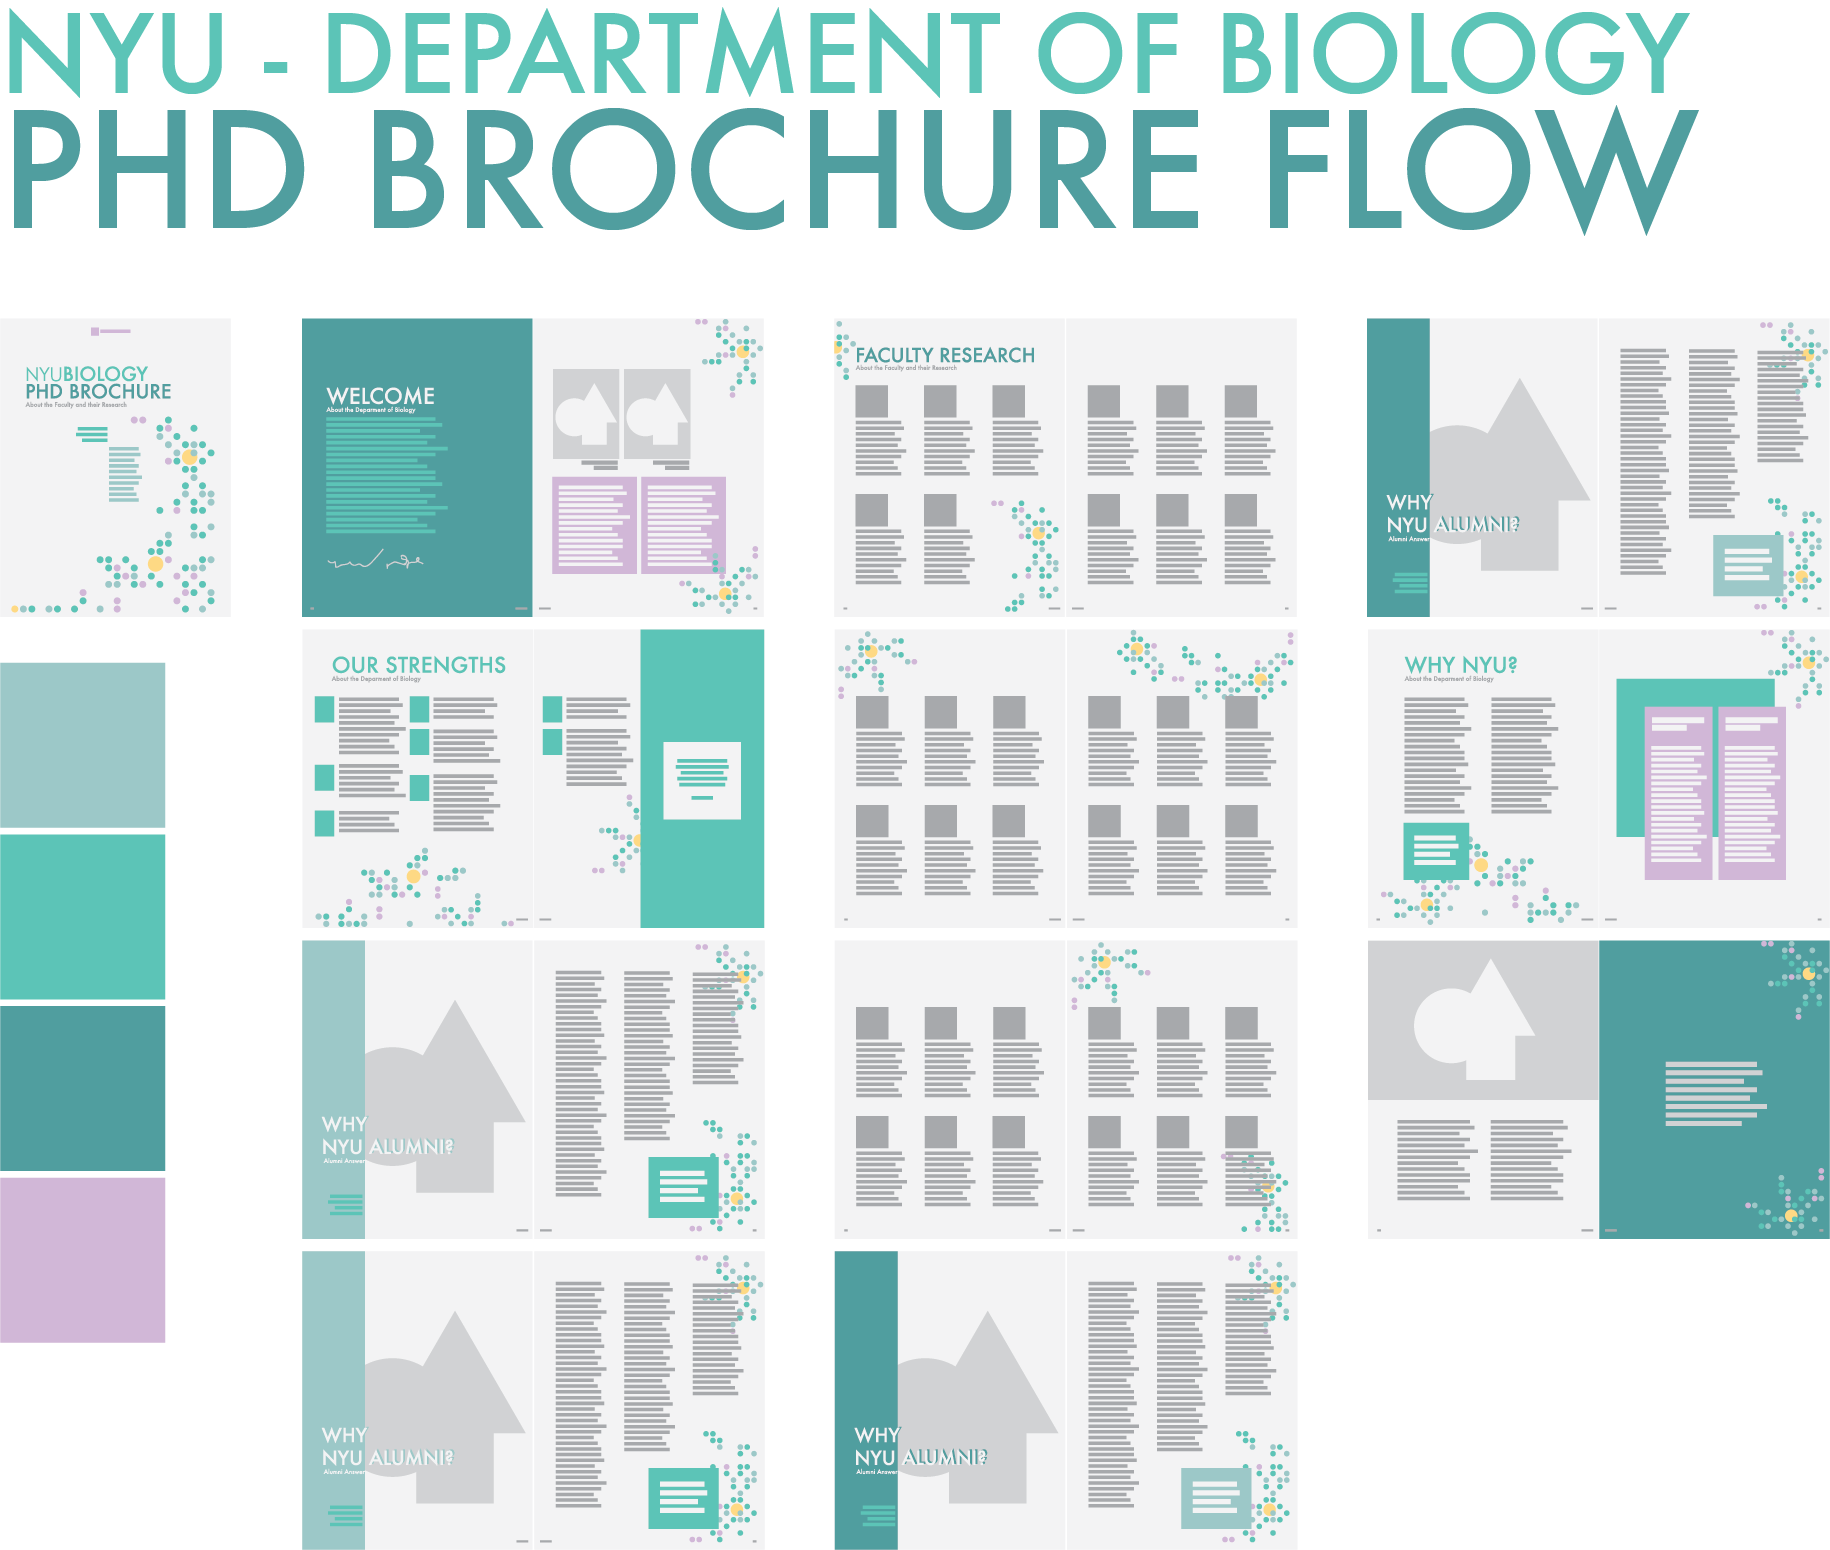 NYU - DEPARTMENT OF BIOLOGY
PHD BROCHURE FLOW
NYUBIOLOGY
PHD BROCHURE
About the Faculty and their Research
WELCOME
About the Deparment of Biology
OUR STRENGTHS
About the Deparment of Biology
WHY
NYU ALUMNI?
Alumni Answer
WHY
NYU ALUMNI?
Alumni Answer
FACULTY RESEARCH
About the Faculty and their Research
WHY
NYU ALUMNI?
Alumni Answer
WHY
NYU ALUMNI?
Alumni Answer
WHY NYU?
About the Deparment of Biology